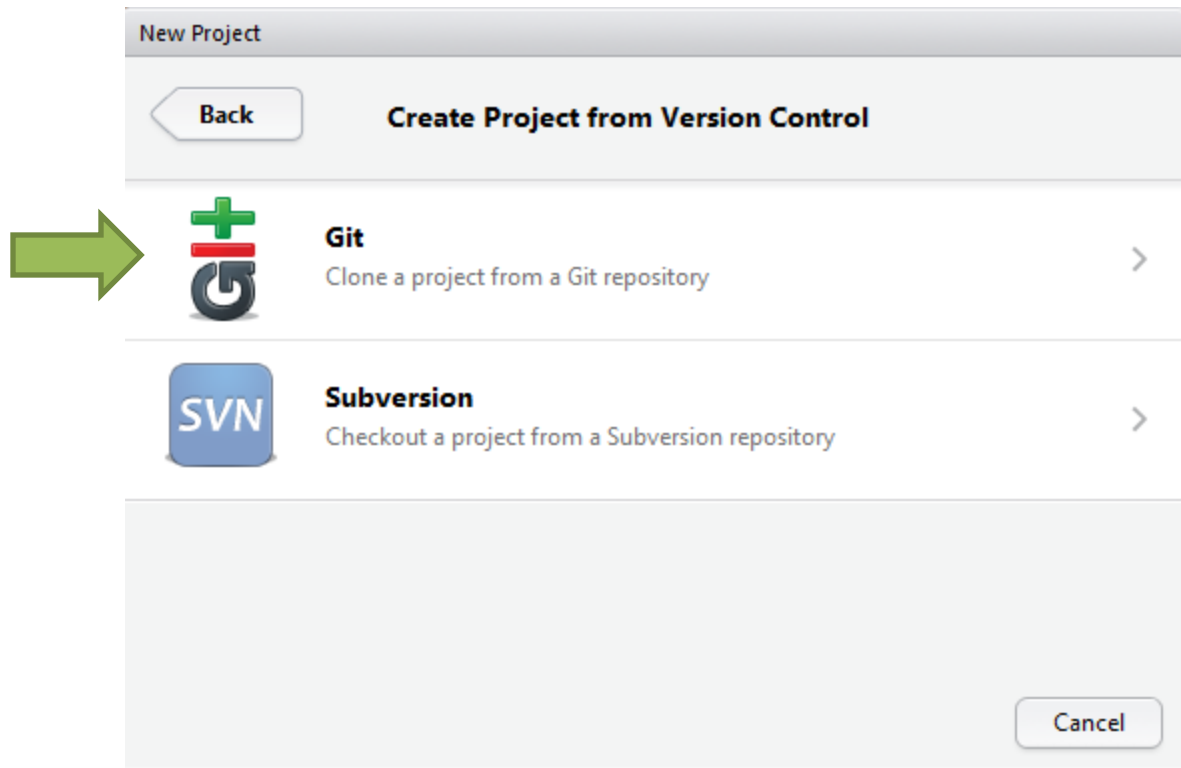 New Project
Back
Create Project from Version Control
Git
Clone a project from a Git repository
SVN
Subversion
Checkout a project from a Subversion repository
Cancel